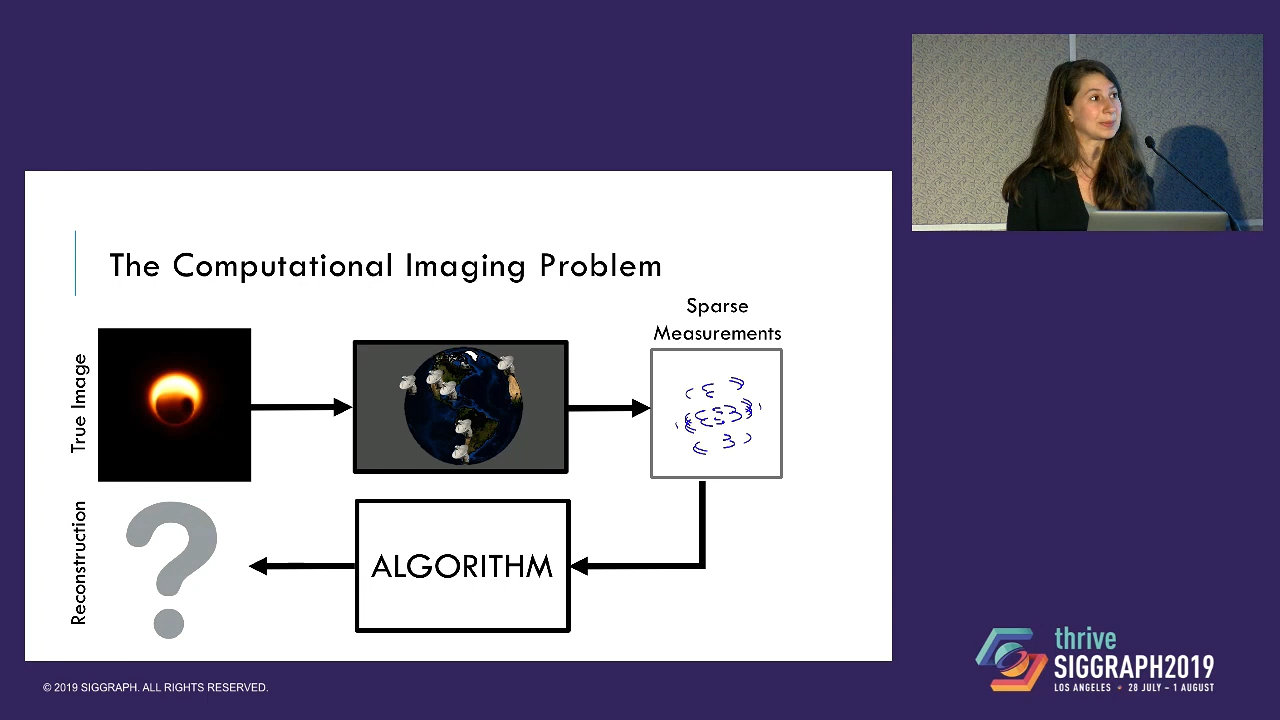 The Computational Imaging Problem
Sparse
Measurements
True Image
Reconstruction
ALGORITHM
thrive
SIGGRAPH2019
LOS ANGELES • 28 JULY – 1 AUGUST
© 2019 SIGGRAPH. ALL RIGHTS RESERVED.